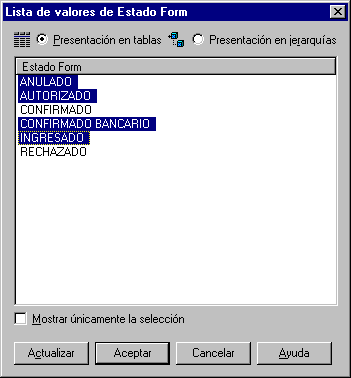 Lista de valores de Estado Form
Presentación en tablas Presentación en jerarquías
Estado Form
ANULADO
AUTORIZADO
CONFIRMADO
CONFIRMADO BANCARIO
INGRESADO
RECHAZADO
Mostrar únicamente la selección
Actualizar Aceptar Cancelar Ayuda